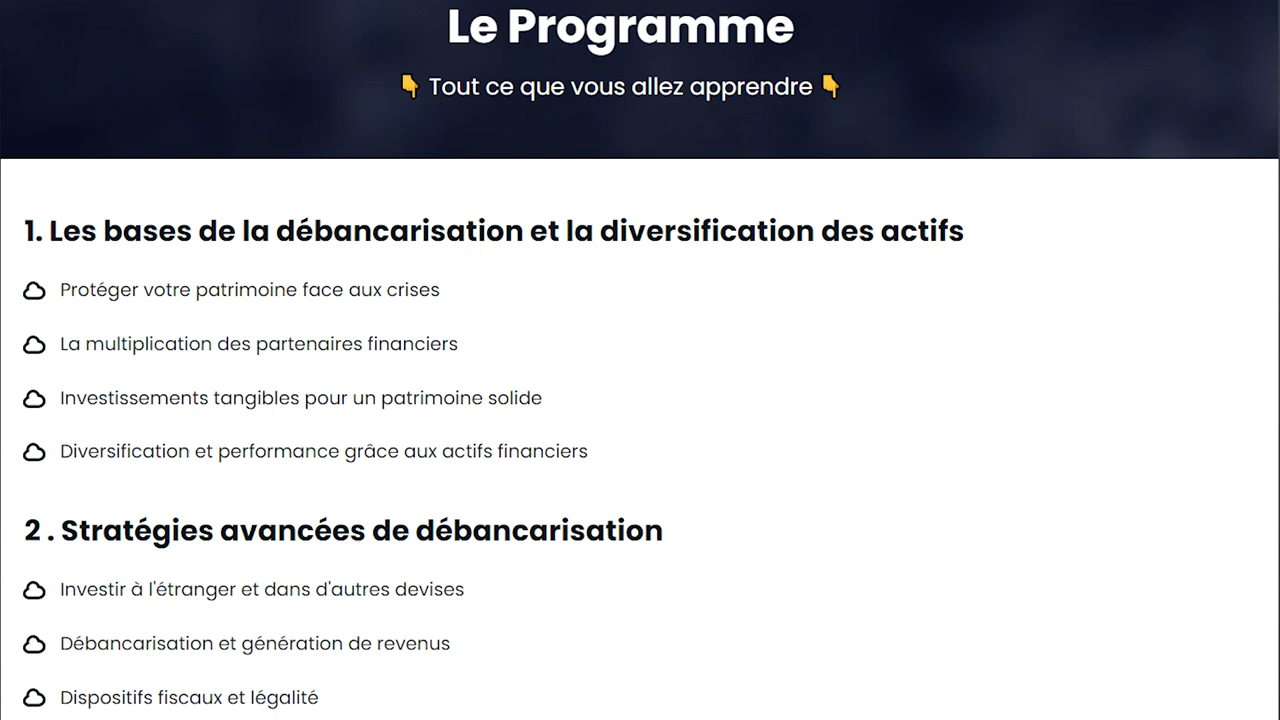 Le Programme
👇 Tout ce que vous allez apprendre 👇
1. Les bases de la débancarisation et la diversification des actifs
Protéger votre patrimoine face aux crises
La multiplication des partenaires financiers
Investissements tangibles pour un patrimoine solide
Diversification et performance grâce aux actifs financiers
2 . Stratégies avancées de débancarisation
Investir à l'étranger et dans d'autres devises
Débancarisation et génération de revenus
Dispositifs fiscaux et légalité